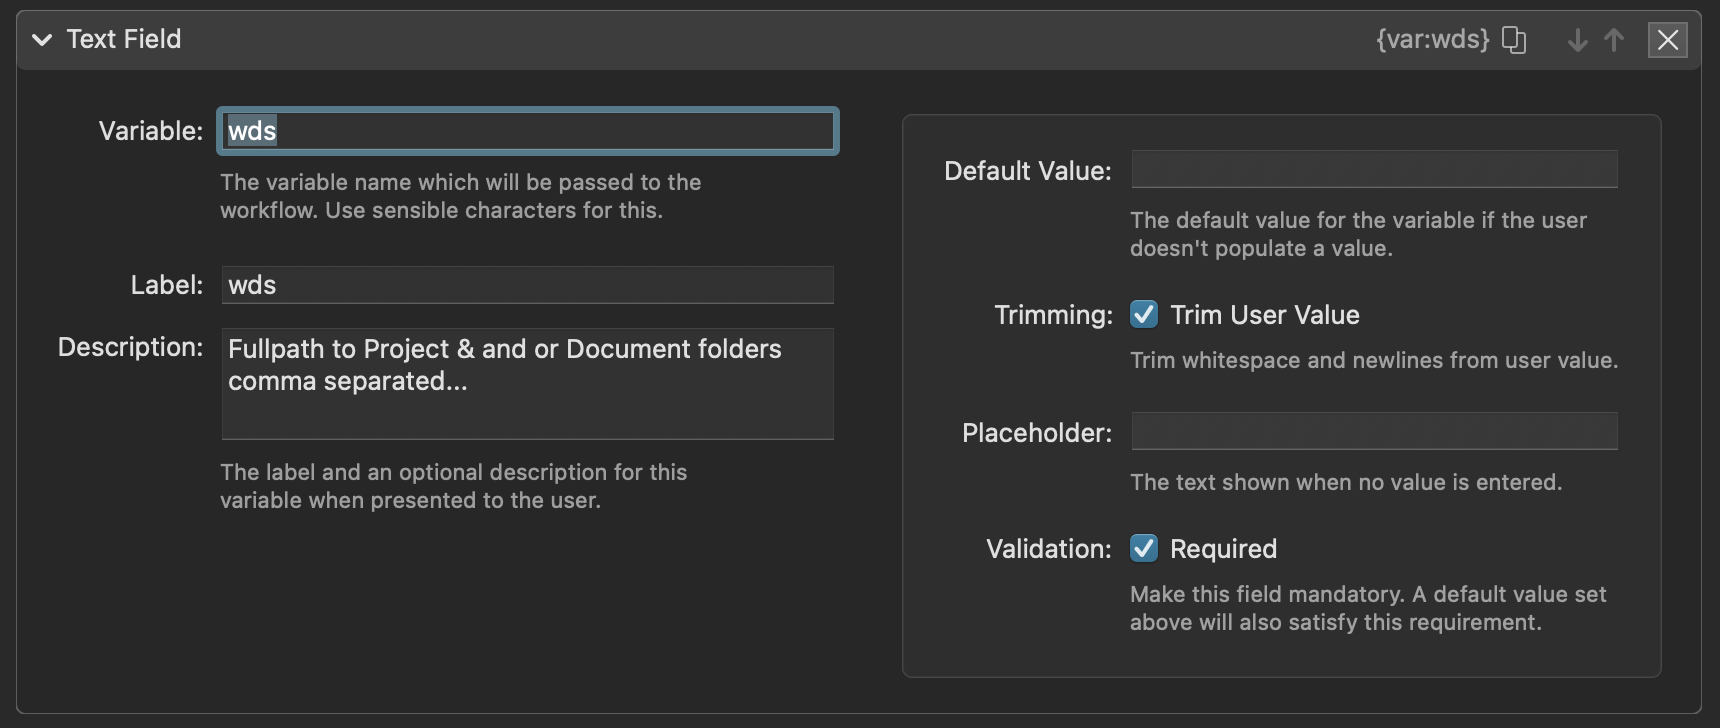 Text Field
{var:wds}
Variable: wds
The variable name which will be passed to the
workflow. Use sensible characters for this.
Label: wds
Description: Fullpath to Project & and or Document folders
comma separated...
The label and an optional description for this
variable when presented to the user.
Default Value:
The default value for the variable if the user
doesn't populate a value.
Trimming: Trim User Value
Trim whitespace and newlines from user value.
Placeholder:
The text shown when no value is entered.
Validation: Required
Make this field mandatory. A default value set
above will also satisfy this requirement.